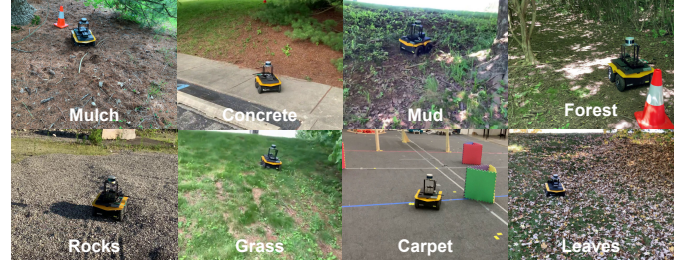 Mulch
Concrete
Mud
Forest
Rocks
Grass
Carpet
Leaves